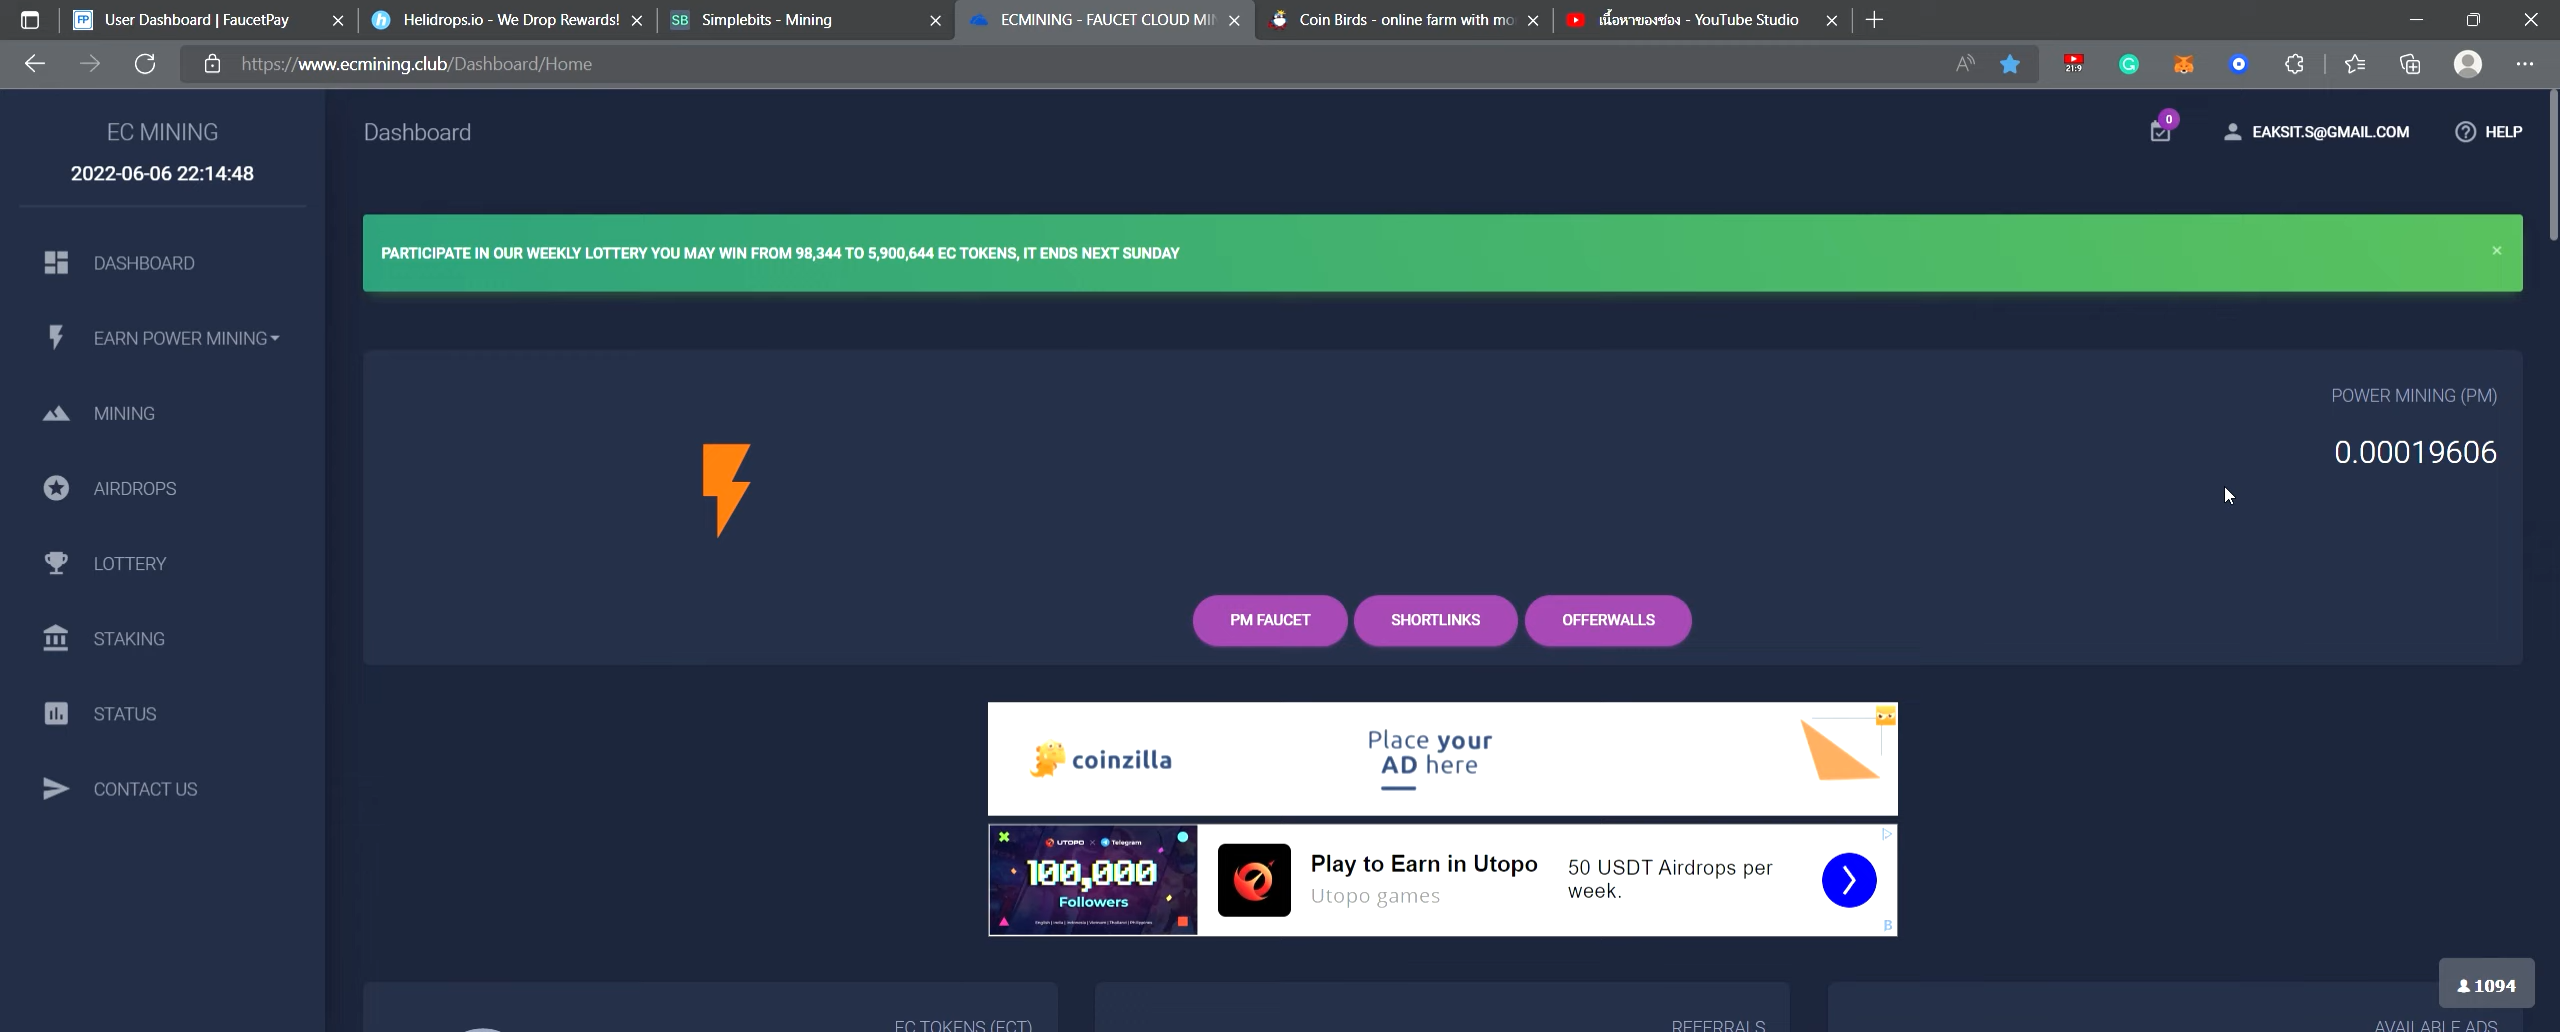 User Dashboard | FaucetPay
Helidrops.io - We Drop Rewards!
SB Simplebits - Mining
ECMINING - FAUCET CLOUD MI
Coin Birds - online farm with mo
เนื้อหาของช่อง - YouTube Studio
https://www.ecmining.club/Dashboard/Home
21:9
EC MINING
2022-06-06 22:14:48
DASHBOARD
EARN POWER MINING
MINING
AIRDROPS
LOTTERY
STAKING
STATUS
CONTACT US
Dashboard
0
EAKSIT.S@GMAIL.COM
HELP
PARTICIPATE IN OUR WEEKLY LOTTERY YOU MAY WIN FROM 98,344 TO 5,900,644 EC TOKENS, IT ENDS NEXT SUNDAY
POWER MINING (PM)
0.00019606
PM FAUCET
SHORTLINKS
OFFERWALLS
coinzilla
Place your
AD here
UTOPO X Telegram
100,000
Followers
Play to Earn in Utopo
Utopo games
50 USDT Airdrops per
week.
1094
EC TOKENS (ECT)
REFERRALS
AVAILABLE ADS